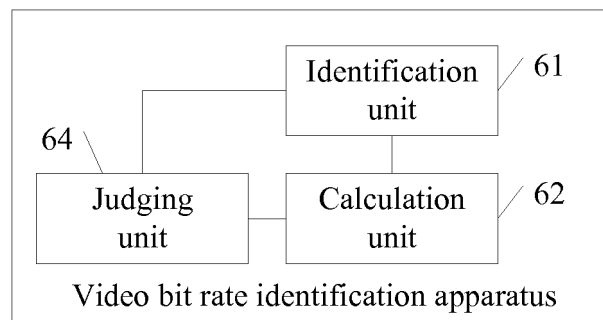 Identification
unit
61
64
Judging
unit
Calculation
unit
62
Video bit rate identification apparatus